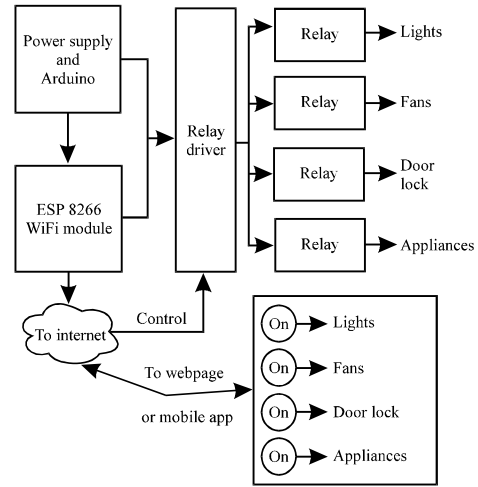 Power supply
and
Arduino
ESP 8266
WiFi module
To internet
Control
Relay
driver
Relay
Lights
Relay
Fans
Relay
Door
lock
Relay
Appliances
To webpage
or mobile app
On
Lights
On
Fans
On
Door lock
On
Appliances